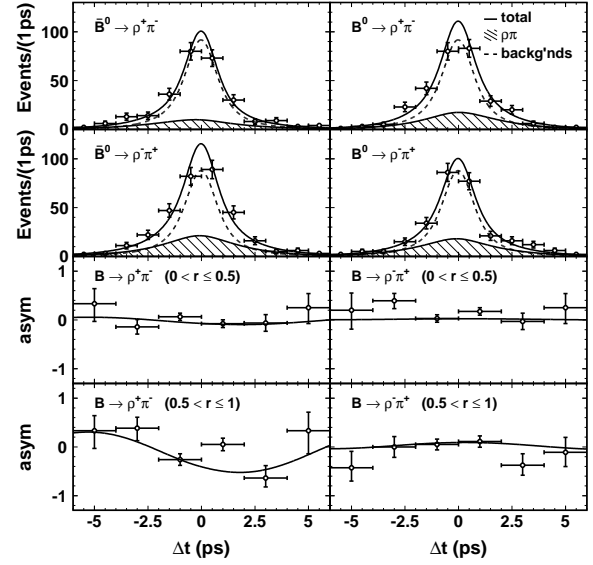 B̄⁰ → ρ⁺π⁻
B⁰ → ρ⁺π⁻
total
ρπ
backg'nds
Events/(1ps)
100
50
0
B̄⁰ → ρ⁻π⁺
B⁰ → ρ⁻π⁺
Events/(1ps)
100
50
0
B → ρ⁺π⁻ (0 < r ≤ 0.5)
B → ρ⁻π⁺ (0 < r ≤ 0.5)
asym
1
0
-1
B → ρ⁺π⁻ (0.5 < r ≤ 1)
B → ρ⁻π⁺ (0.5 < r ≤ 1)
asym
1
0
-1
-5 -2.5 0 2.5 5
-5 -2.5 0 2.5 5
Δt (ps)
Δt (ps)